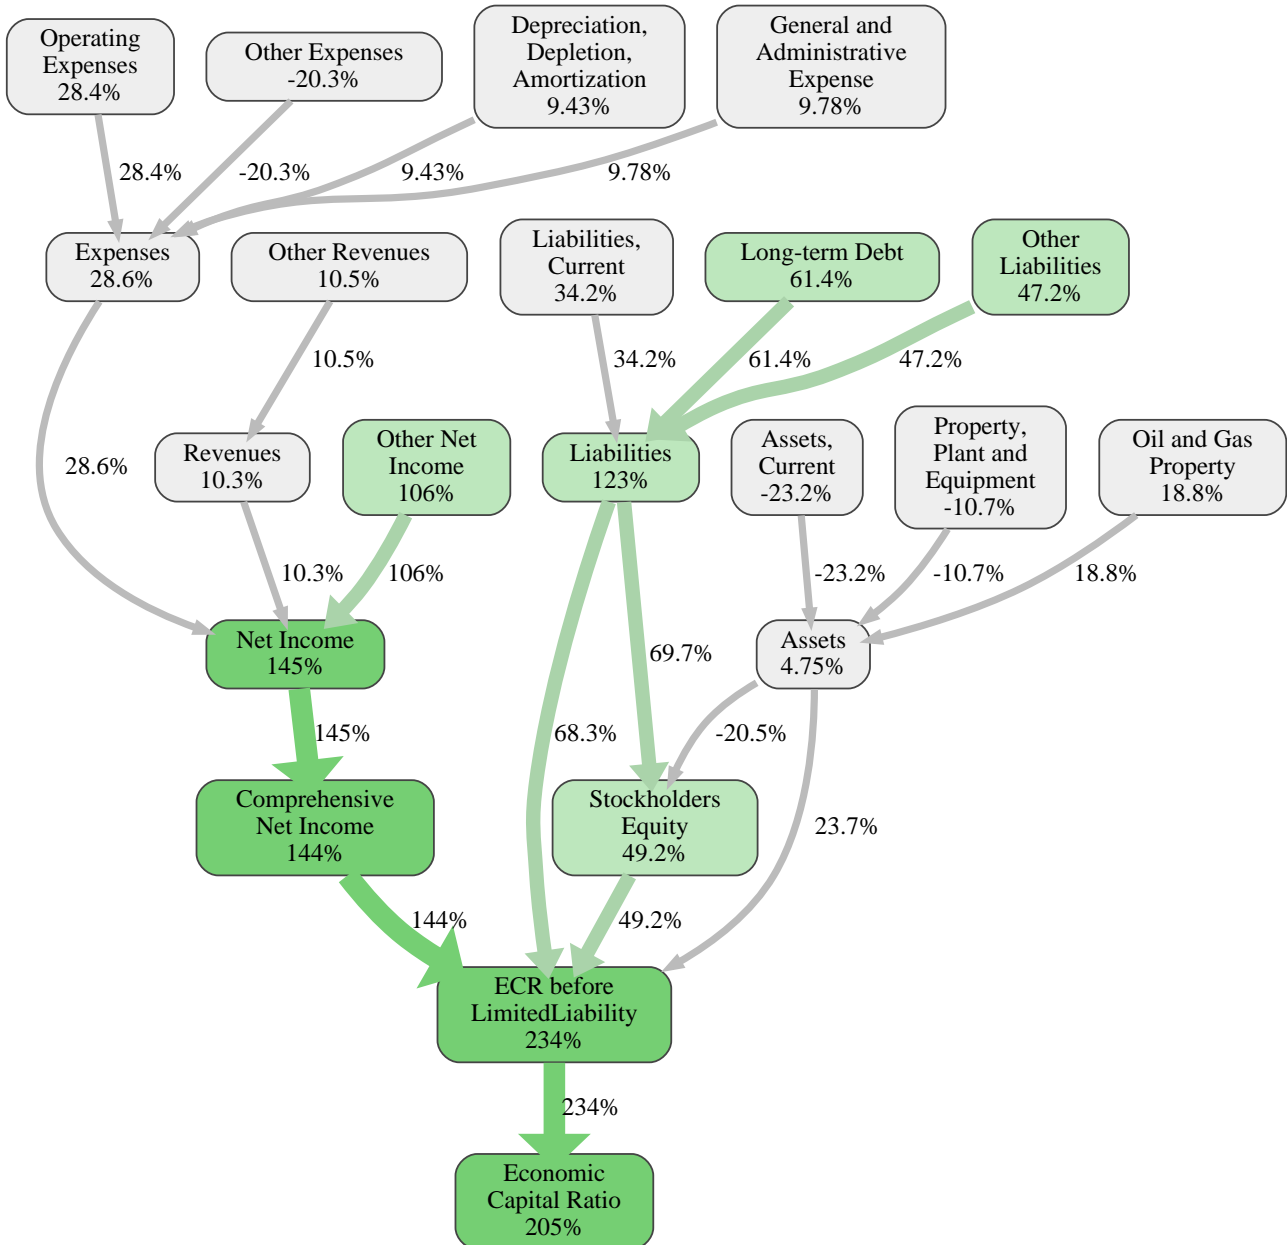 Operating
Expenses
28.4%
Other Expenses
-20.3%
Depreciation,
Depletion,
Amortization
9.43%
General and
Administrative
Expense
9.78%
28.4%
-20.3%
9.43%
9.78%
Expenses
28.6%
Other Revenues
10.5%
Liabilities,
Current
34.2%
Long-term Debt
61.4%
Other
Liabilities
47.2%
10.5%
34.2%
61.4%
47.2%
28.6%
Revenues
10.3%
Other Net
Income
106%
Liabilities
123%
Assets,
Current
-23.2%
Property,
Plant and
Equipment
-10.7%
Oil and Gas
Property
18.8%
10.3%
106%
-23.2%
-10.7%
18.8%
Net Income
145%
69.7%
Assets
4.75%
145%
68.3%
-20.5%
Comprehensive
Net Income
144%
Stockholders
Equity
49.2%
23.7%
144%
49.2%
ECR before
LimitedLiability
234%
234%
Economic
Capital Ratio
205%